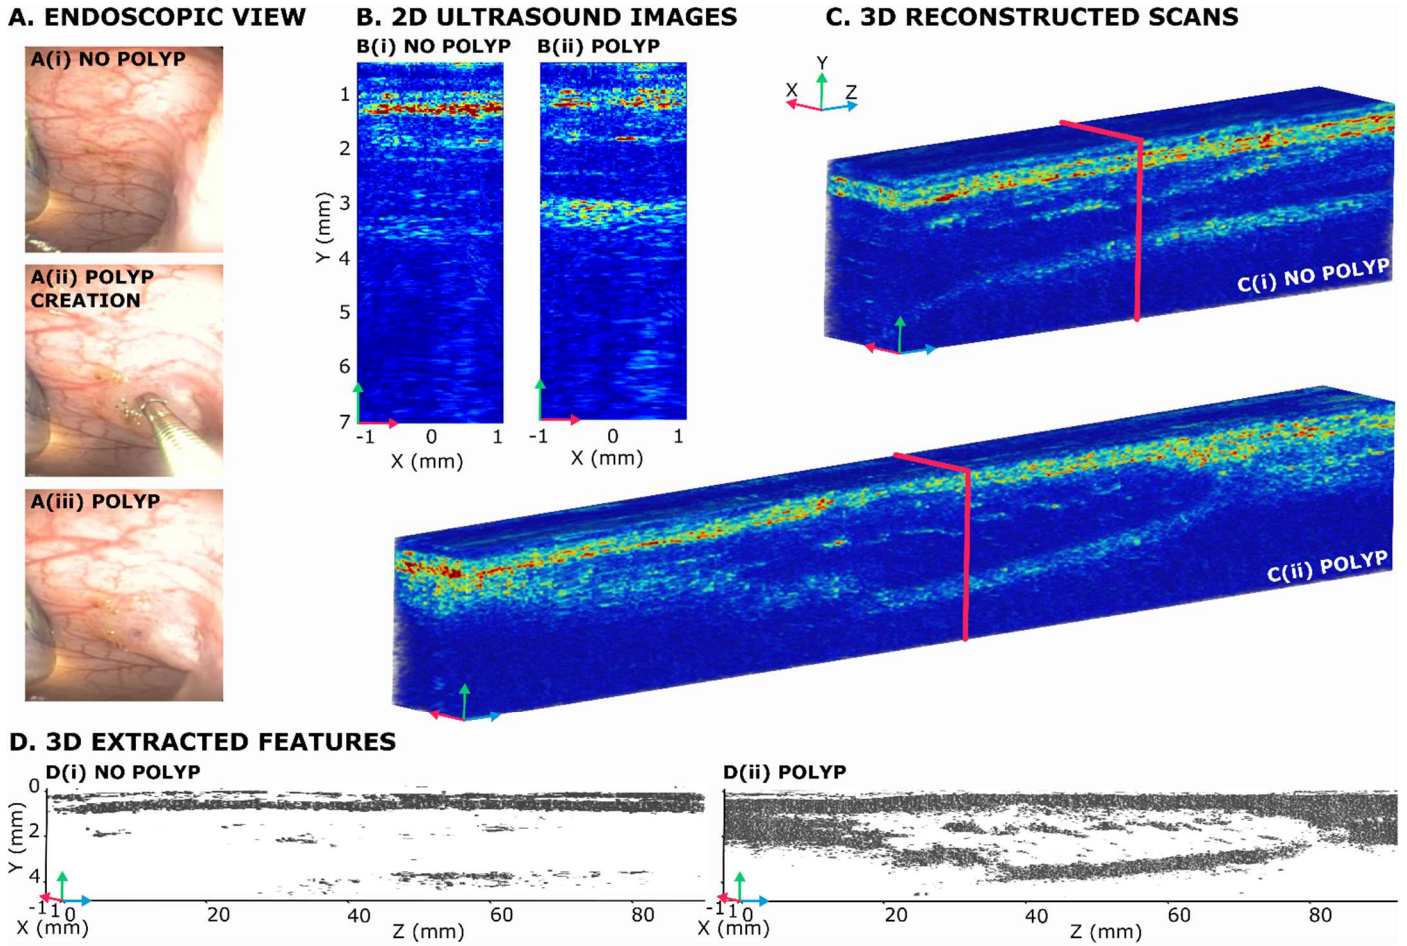 A. ENDOSCOPIC VIEW
B. 2D ULTRASOUND IMAGES
C. 3D RECONSTRUCTED SCANS
A(i) NO POLYP
A(ii) POLYP
CREATION
A(iii) POLYP
B(i) NO POLYP
B(ii) POLYP
1
2
3
4
5
6
7
Y (mm)
-1
0
1
X (mm)
-1
0
1
X (mm)
Y
X
Z
C(i) NO POLYP
C(ii) POLYP
D. 3D EXTRACTED FEATURES
D(i) NO POLYP
0
2
4
Y (mm)
-1
1
0
20
40
60
80
X (mm)
Z (mm)
D(ii) POLYP
-1
1
0
20
40
60
80
X (mm)
Z (mm)